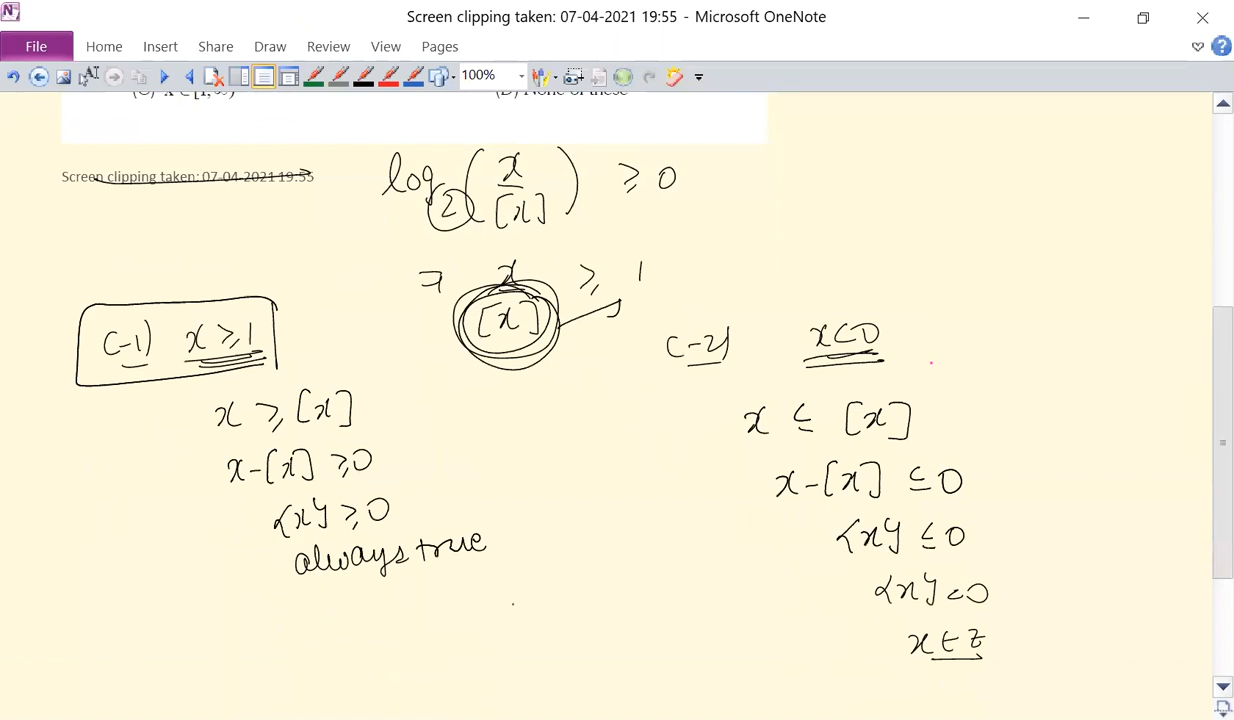 Screen clipping taken: 07-04-2021 19:55 - Microsoft OneNote
File Home Insert Share Draw Review View Pages
100%
(C) x ∈ [1, ∞) (D) None of these
Screen clipping taken: 07-04-2021 19:55
log₂ (x/[x]) ≥ 0
x/[x] ≥ 1
C-1) x ≥ 1
x ≥ [x]
x-[x] ≥ 0
{x} ≥ 0
always true
C-2) x < 0
x ≤ [x]
x-[x] ≤ 0
{x} ≤ 0
{x} = 0
x ∈ Z